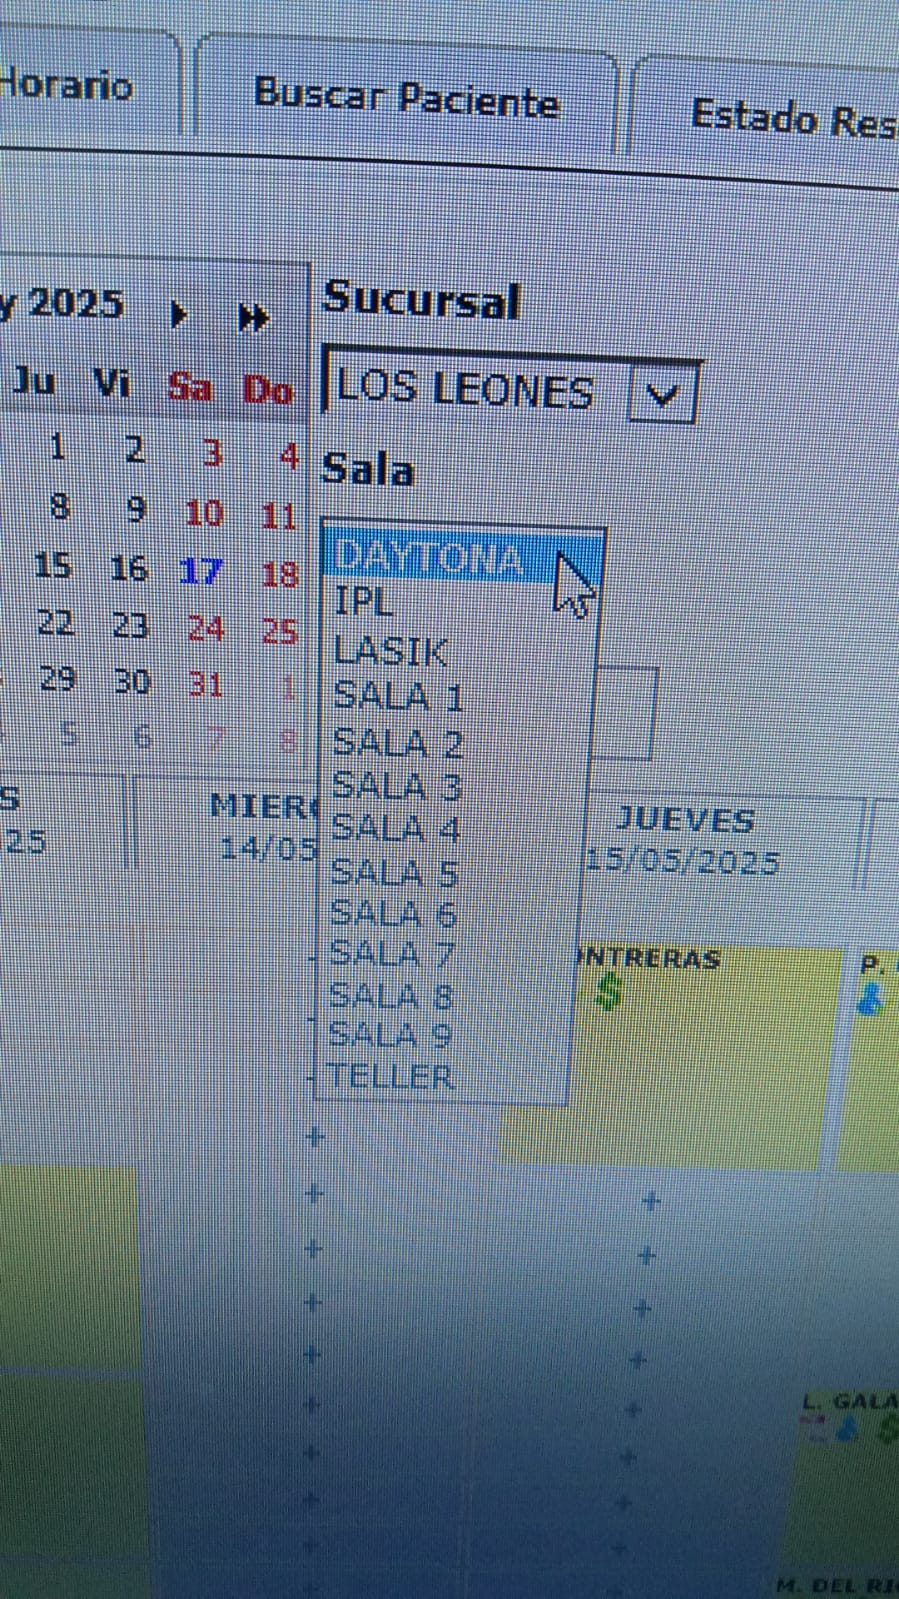 Horario
Buscar Paciente
Estado Res
y 2025
Ju Vi Sa Do
1 2 3 4
8 9 10 11
15 16 17 18
22 23 24 25
29 30 31 1
5 6 7 8
Sucursal
LOS LEONES
Sala
DAYTONA
IPL
LASIK
SALA 1
SALA 2
SALA 3
SALA 4
SALA 5
SALA 6
SALA 7
SALA 8
SALA 9
TELLER
S
25
MIERC
14/05
JUEVES
15/05/2025
ONTRERAS
P.
$
L. GALA
$
M. DEL RIO